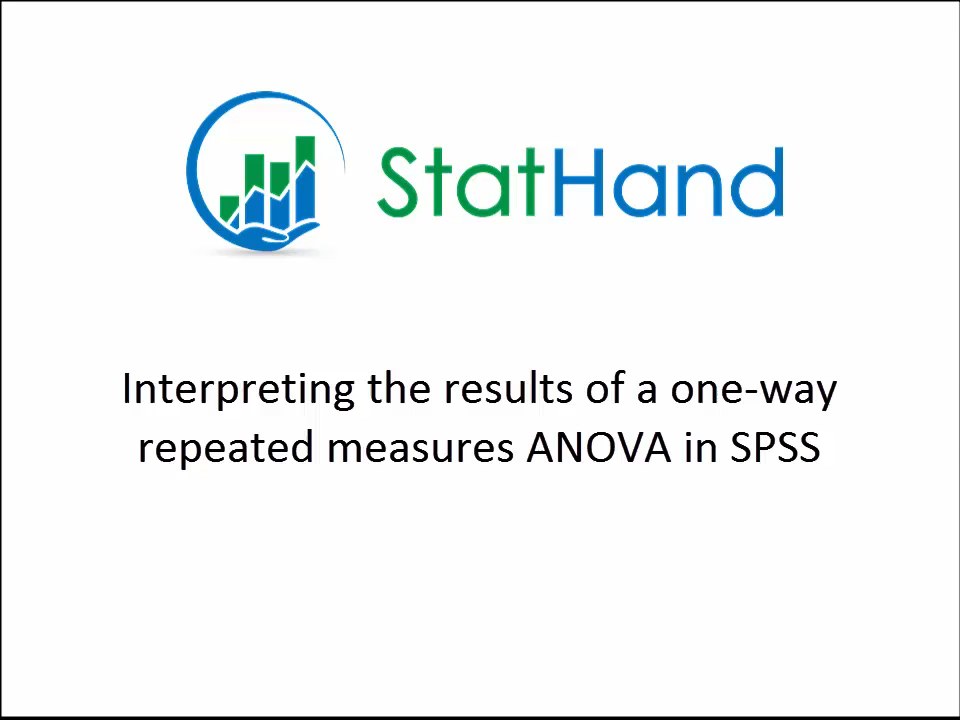 StatHand
Interpreting the results of a one-way
repeated measures ANOVA in SPSS